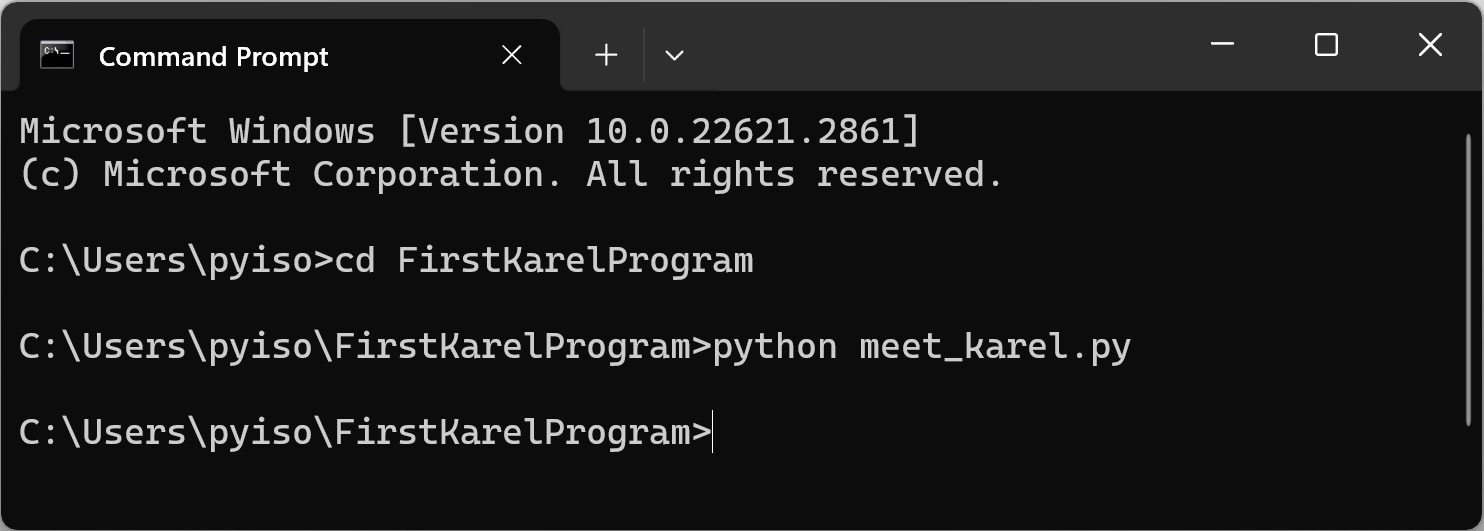 Command Prompt
Microsoft Windows [Version 10.0.22621.2861]
(c) Microsoft Corporation. All rights reserved.
C:\Users\pyiso>cd FirstKarelProgram
C:\Users\pyiso\FirstKarelProgram>python meet_karel.py
C:\Users\pyiso\FirstKarelProgram>